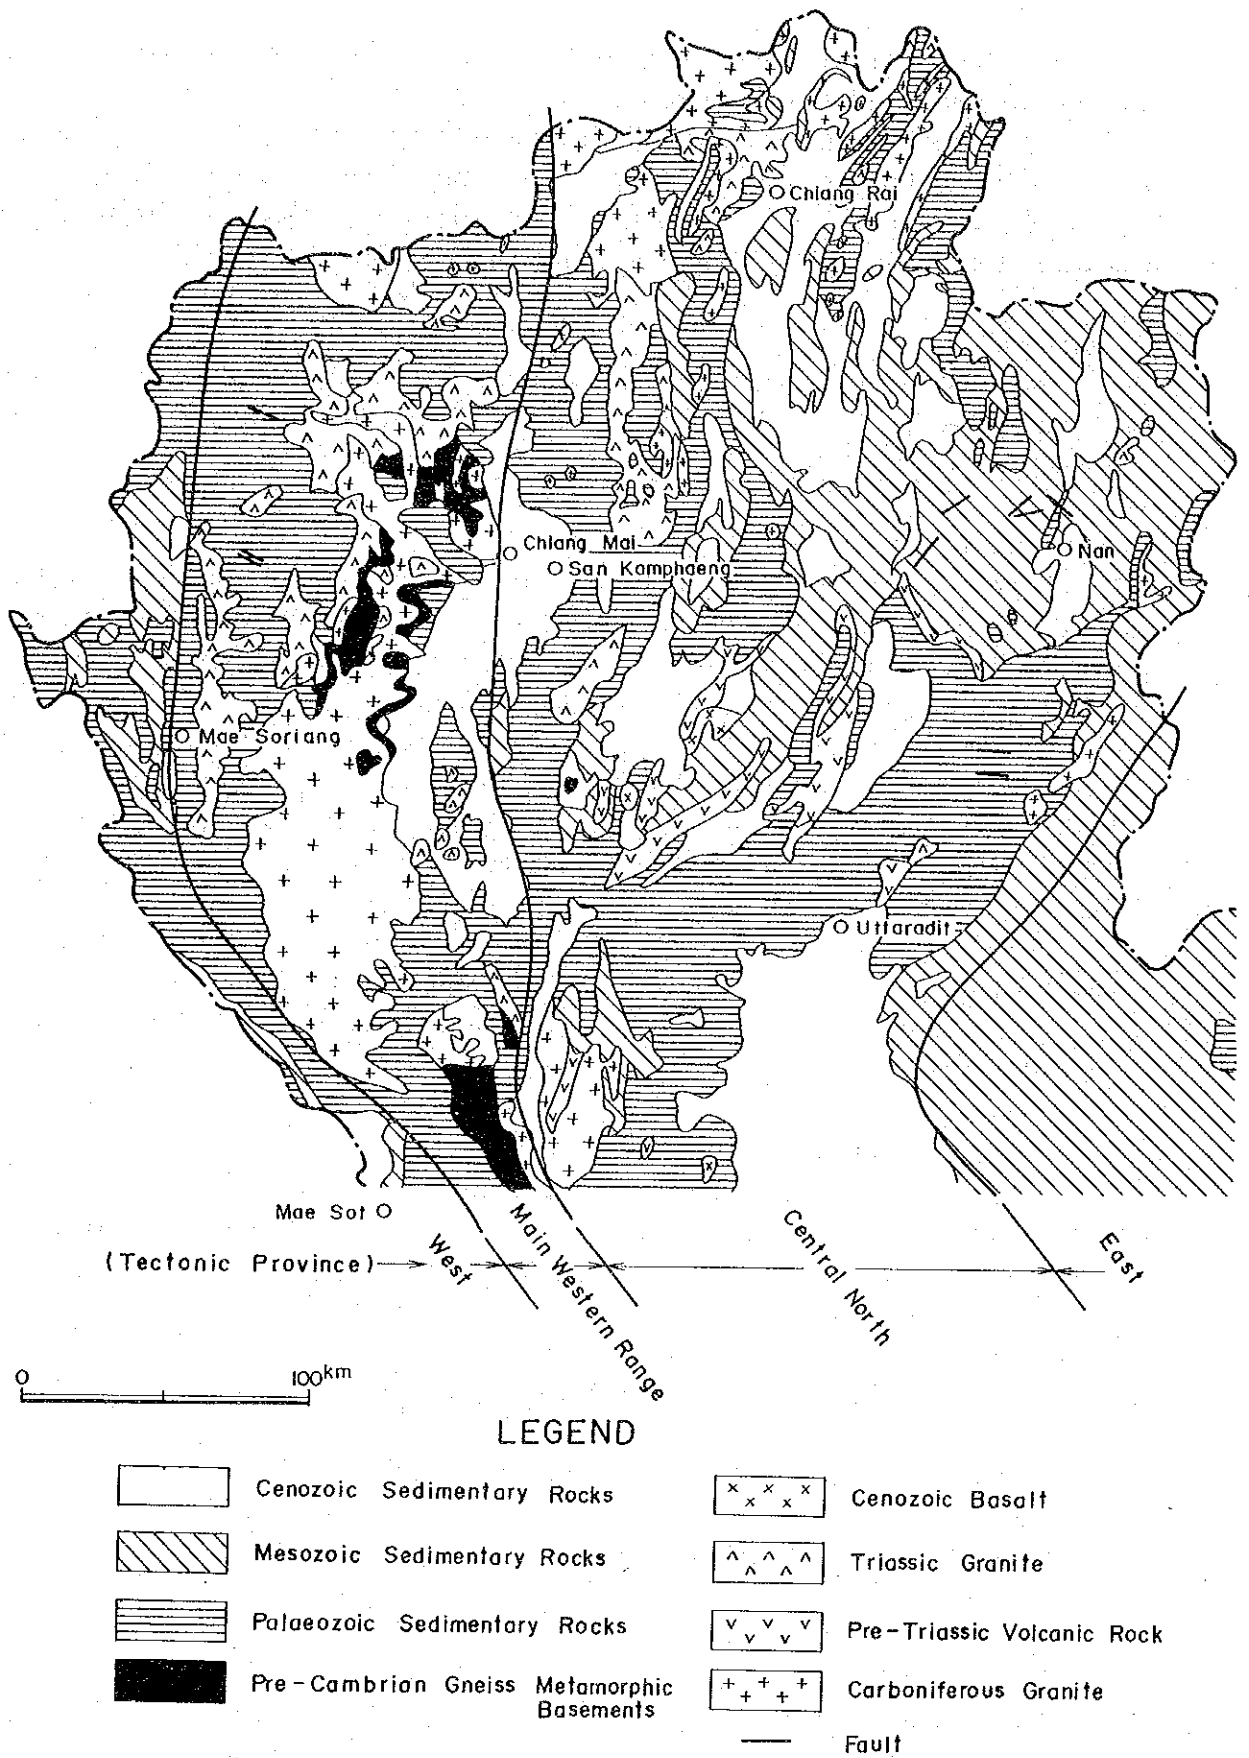 Chiang Rai
Chiang Mai
San Kamphaeng
Nan
Mae Soriang
Uttaradit
Mae Sot
(Tectonic Province)
West
Main Western Range
Central North
East
0 100km
LEGEND
Cenozoic Sedimentary Rocks
Mesozoic Sedimentary Rocks
Palaeozoic Sedimentary Rocks
Pre-Cambrian Gneiss Metamorphic
Basements
Cenozoic Basalt
Triassic Granite
Pre-Triassic Volcanic Rock
Carboniferous Granite
Fault